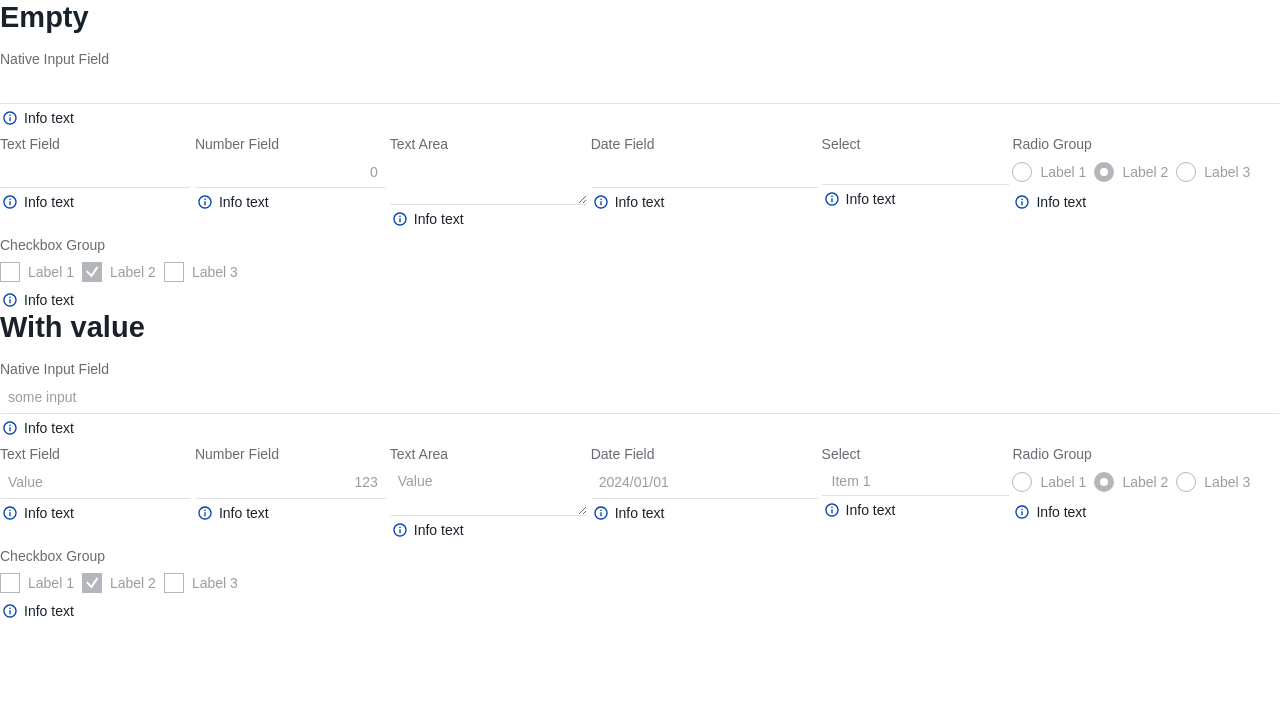 Empty
Native Input Field
Info text
Text Field Number Field Text Area Date Field Select Radio Group
0 Label 1 Label 2 Label 3
Info text Info text Info text Info text Info text Info text
Checkbox Group
Label 1 Label 2 Label 3
Info text
With value
Native Input Field
some input
Info text
Text Field Number Field Text Area Date Field Select Radio Group
Value 123 Value 2024/01/01 Item 1 Label 1 Label 2 Label 3
Info text Info text Info text Info text Info text Info text
Checkbox Group
Label 1 Label 2 Label 3
Info text